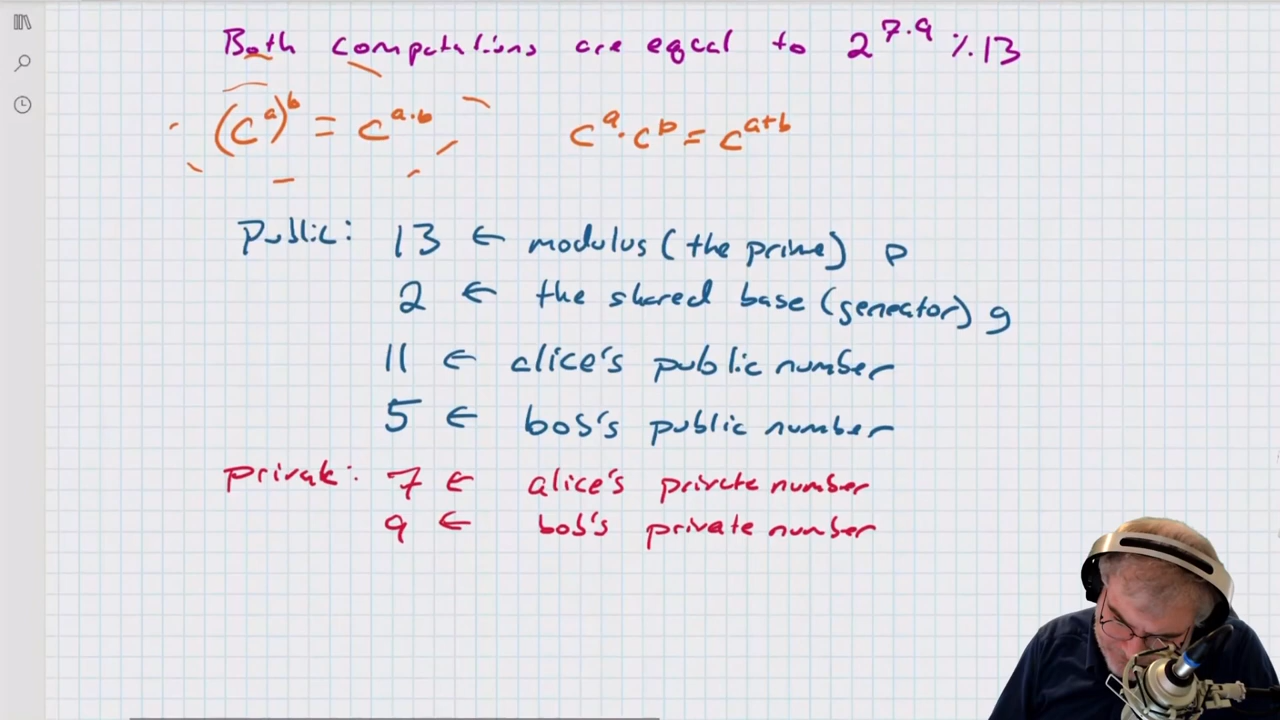 Both computations are equal to 2^7·9 % 13
(c^a)^b = c^a·b    c^a · c^b = c^a+b
Public: 13 ← modulus (the prime) p
2 ← the shared base (geneator) g
11 ← alice's public number
5 ← bob's public number
private: 7 ← alice's private number
9 ← bob's private number